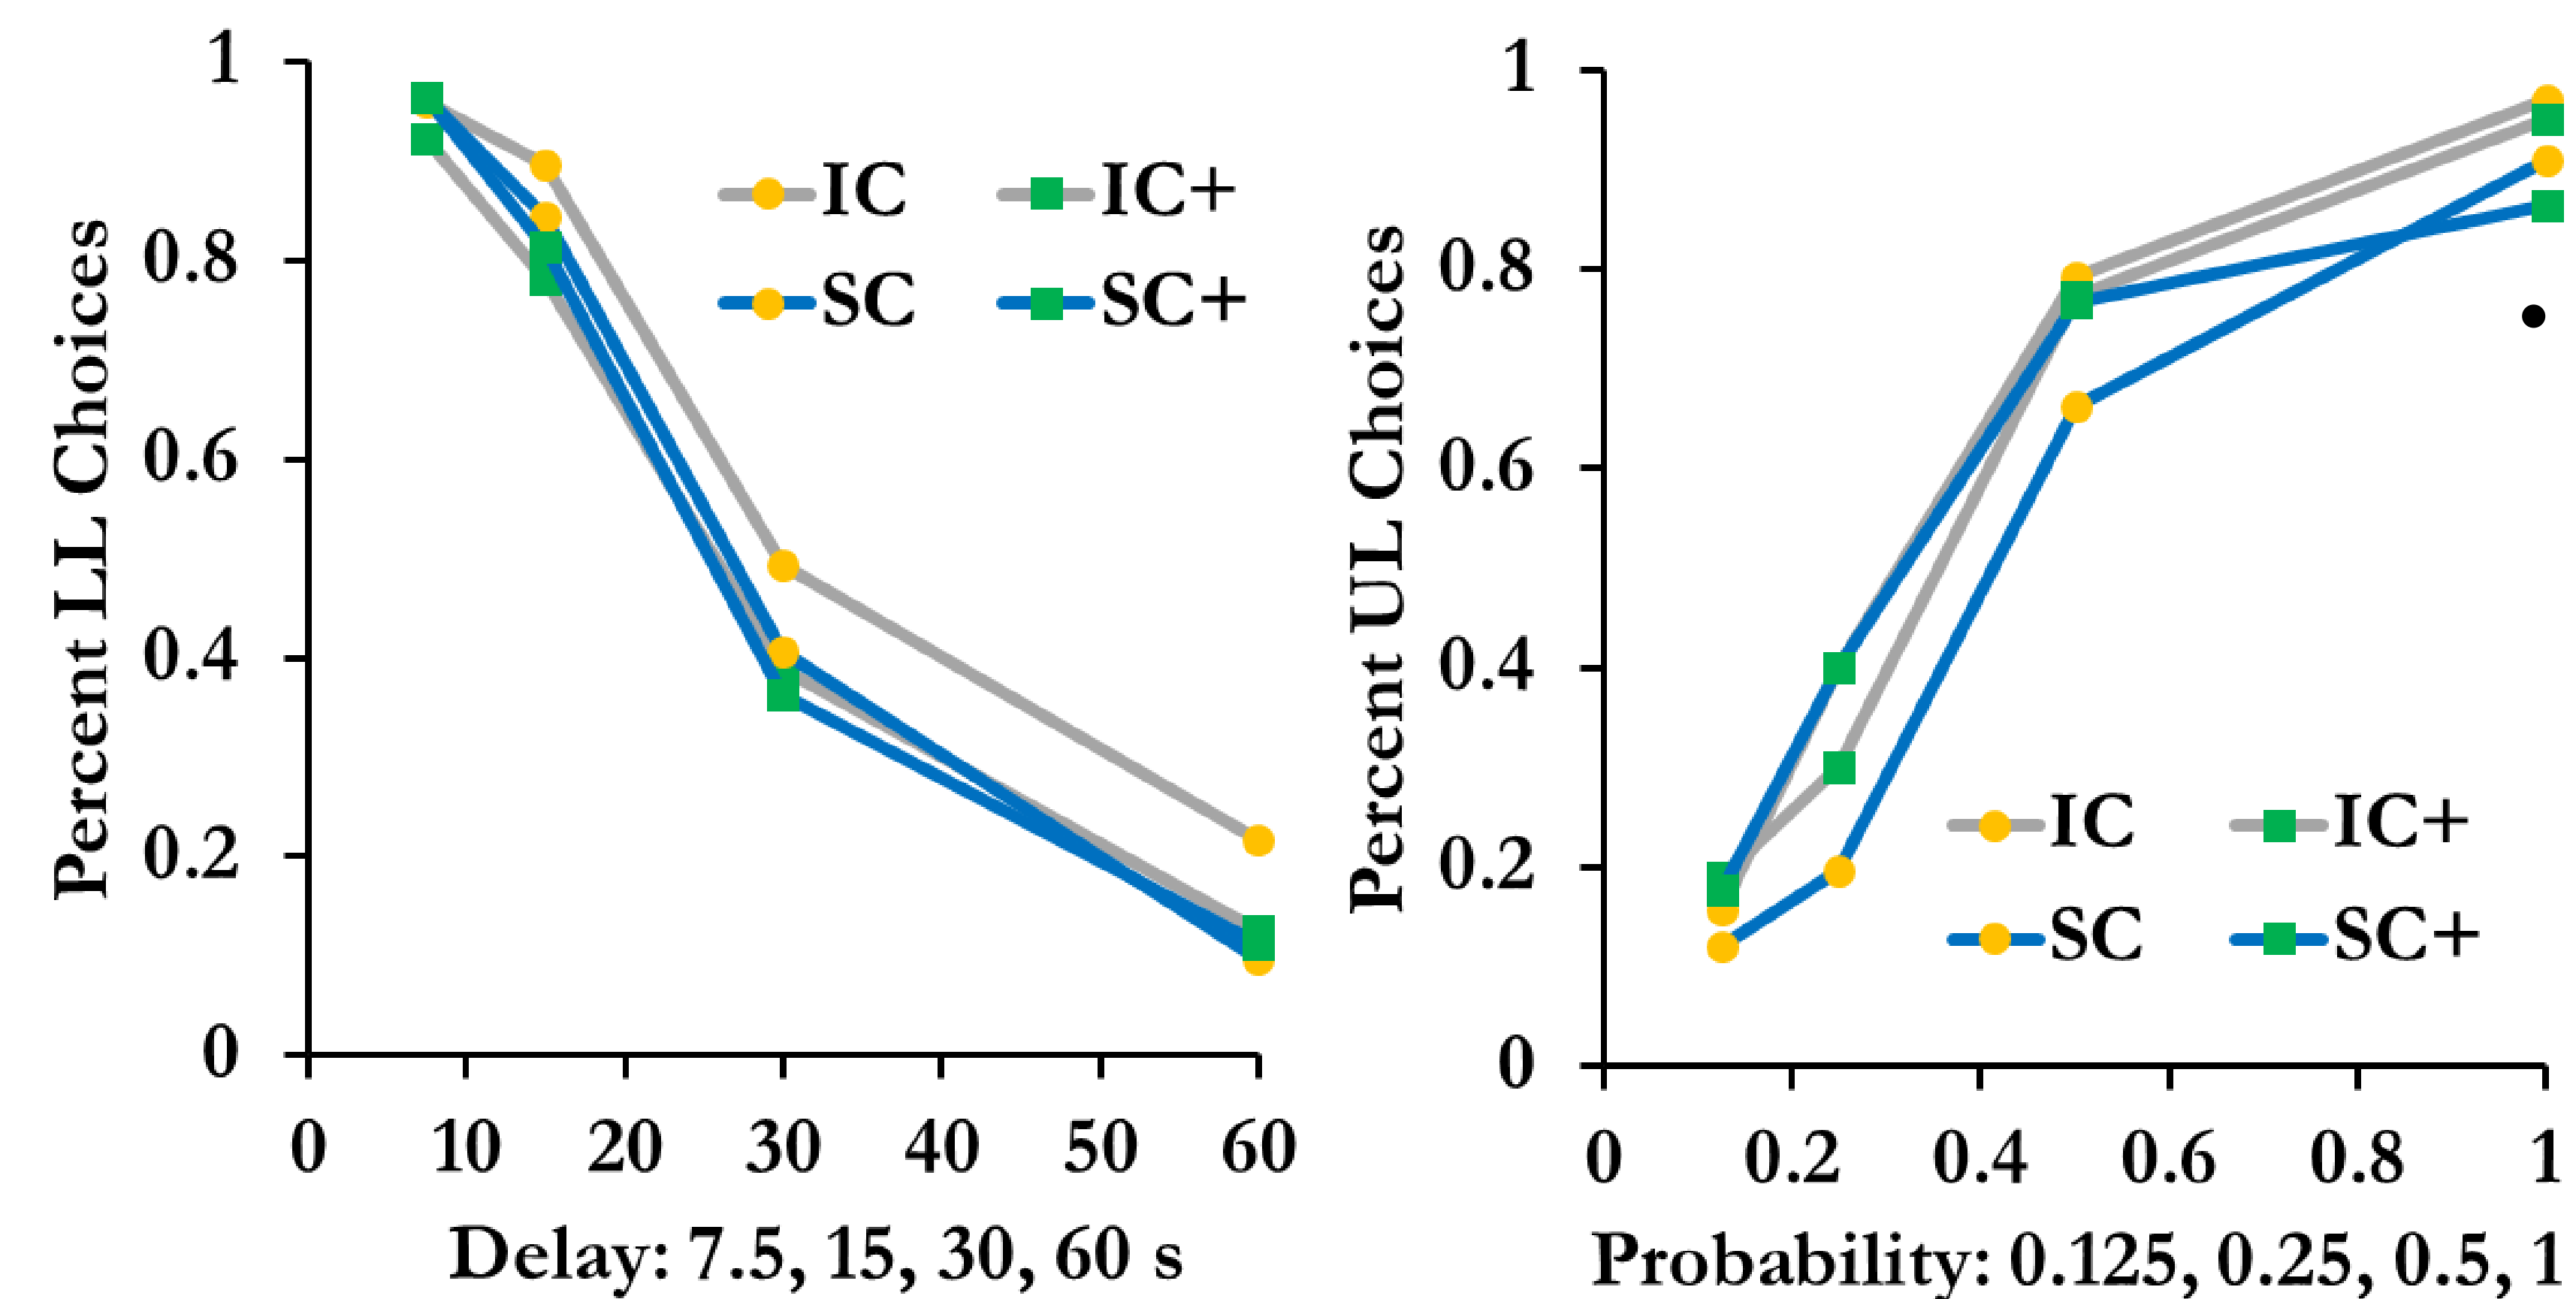 Percent LLL Choices
1
0.8
0.6
0.4
0.2
0
IC IC+
SC SC+
0 10 20 30 40 50 60
Delay: 7.5, 15, 30, 60 s
Percent UL Choices
1
0.8
0.6
0.4
0.2
0
IC IC+
SC SC+
0 0.2 0.4 0.6 0.8 1
Probability: 0.125, 0.25, 0.5, 1